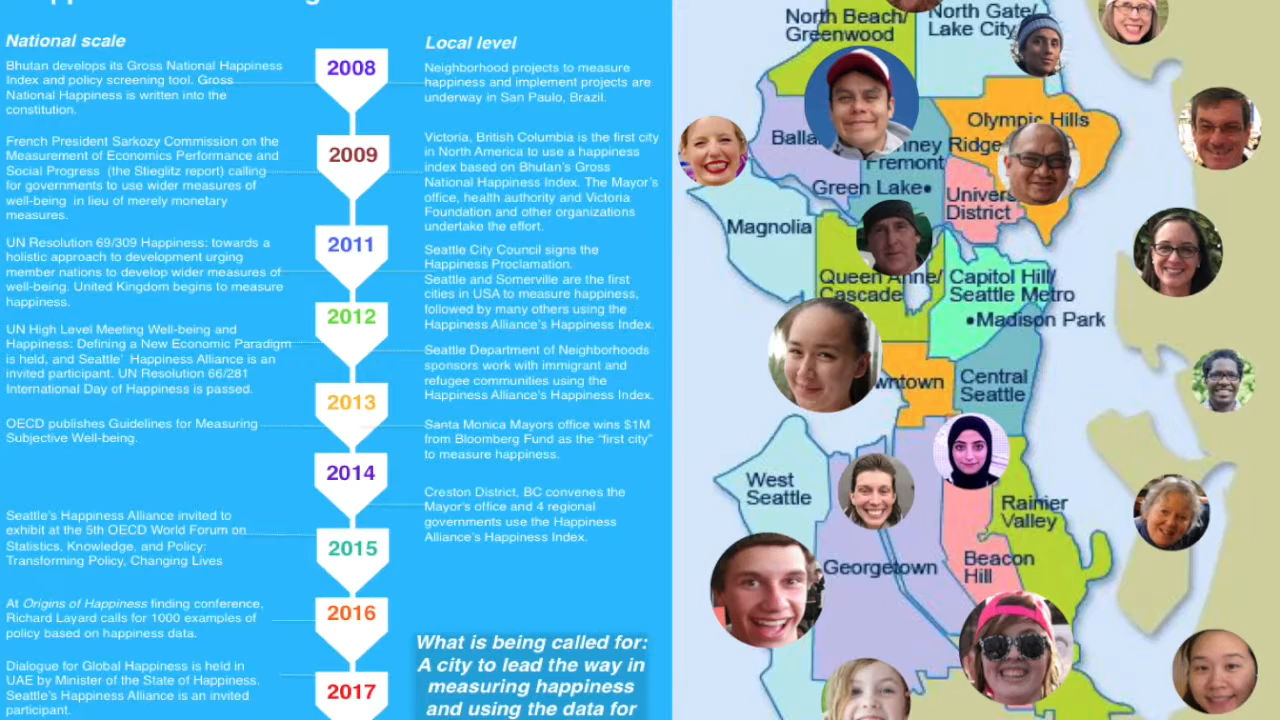 National scale
Bhutan develops its Gross National Happiness
Index and policy screening tool. Gross
National Happiness is written into the
constitution.
French President Sarkozy Commission on the
Measurement of Economics Performance and
Social Progress (the Stieglitz report) calling
for governments to use wider measures of
well-being in lieu of merely monetary
measures.
UN Resolution 69/309 Happiness: towards a
holistic approach to development urging
member nations to develop wider measures of
well-being. United Kingdom begins to measure
happiness.
UN High Level Meeting Well-being and
Happiness: Defining a New Economic Paradigm
is held, and Seattle' Happiness Alliance is an
invited participant. UN Resolution 66/281
International Day of Happiness is passed.
OECD publishes Guidelines for Measuring
Subjective Well-being.
Seattle's Happiness Alliance invited to
exhibit at the 5th OECD World Forum on
Statistics, Knowledge, and Policy:
Transforming Policy, Changing Lives
At Origins of Happiness finding conference,
Richard Layard calls for 1000 examples of
policy based on happiness data.
Dialogue for Global Happiness is held in
UAE by Minister of the State of Happiness.
Seattle's Happiness Alliance is an invited
participant.
2008
2009
2011
2012
2013
2014
2015
2016
2017
Local level
Neighborhood projects to measure
happiness and implement projects are
underway in San Paulo, Brazil.
Victoria, British Columbia is the first city
in North America to use a happiness
index based on Bhutan's Gross
National Happiness Index. The Mayor's
office, health authority and Victoria
Foundation and other organizations
undertake the effort.
Seattle City Council signs the
Happiness Proclamation.
Seattle and Somerville are the first
cities in USA to measure happiness,
followed by many others using the
Happiness Alliance's Happiness Index.
Seattle Department of Neighborhoods
sponsors work with immigrant and
refugee communities using the
Happiness Alliance's Happiness Index.
Santa Monica Mayors office wins $1M
from Bloomberg Fund as the "first city"
to measure happiness.
Creston District, BC convenes the
Mayor's office and 4 regional
governments use the Happiness
Alliance's Happiness Index.
What is being called for:
A city to lead the way in
measuring happiness
and using the data for
North Beach/
Greenwood
North Gate/
Lake City
Olympic Hills
Ridge
Fremont
Green Lake
District
Magnolia
Queen Anne/
Cascade
Capitol Hill/
Seattle Metro
Madison Park
Central
Seattle
West
Seattle
Rainier
Valley
Georgetown
Beacon
Hill